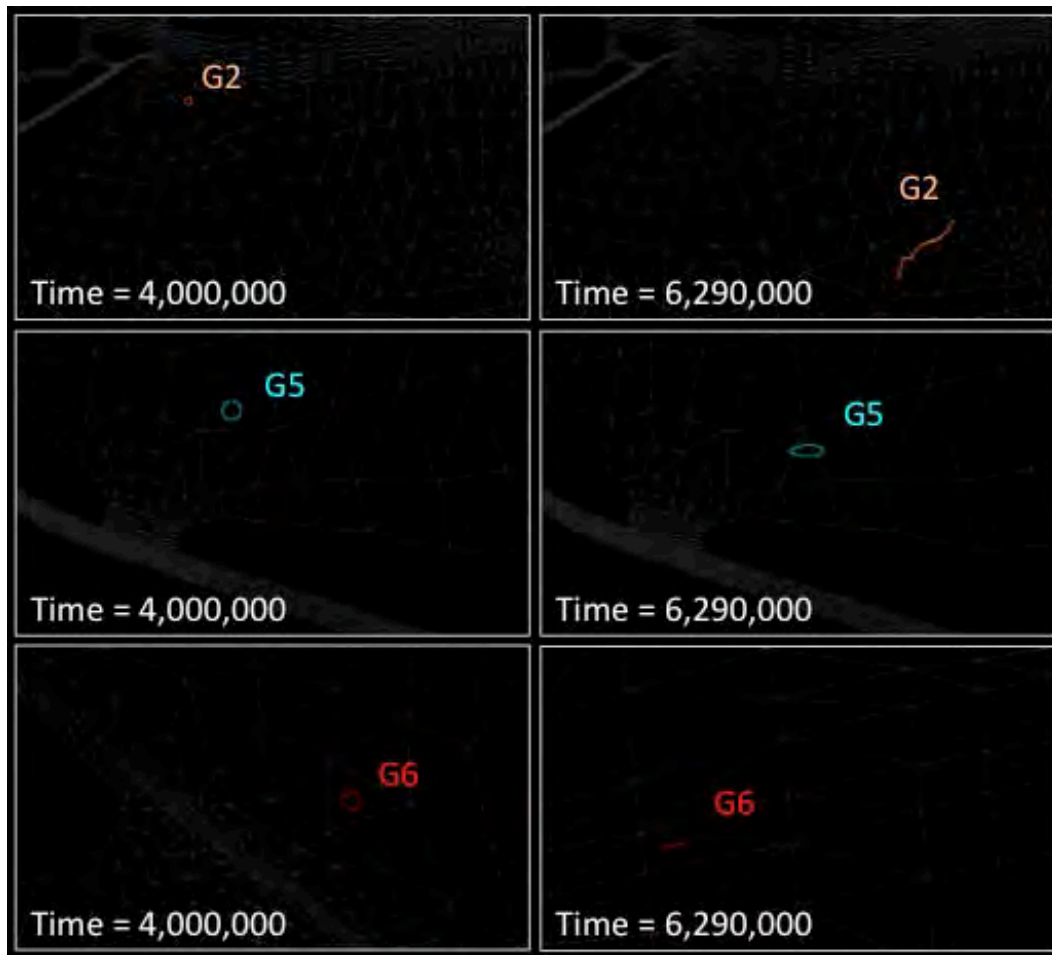 G2
Time = 4,000,000
G2
Time = 6,290,000
G5
Time = 4,000,000
G5
Time = 6,290,000
G6
Time = 4,000,000
G6
Time = 6,290,000